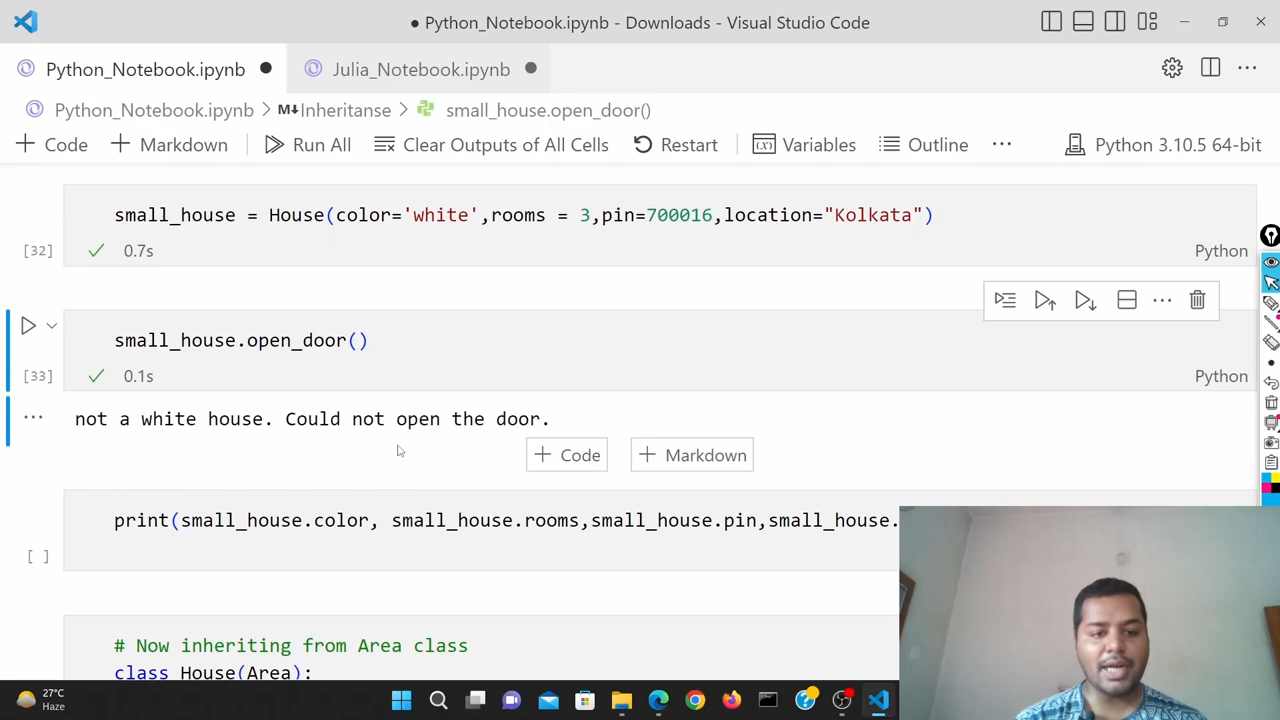 ● Python_Notebook.ipynb - Downloads - Visual Studio Code
Python_Notebook.ipynb ● Julia_Notebook.ipynb ●
Python_Notebook.ipynb > M↓Inheritanse > small_house.open_door()
+ Code + Markdown Run All Clear Outputs of All Cells Restart Variables Outline ... Python 3.10.5 64-bit
small_house = House(color='white',rooms = 3,pin=700016,location="Kolkata")
[32] ✓ 0.7s Python
small_house.open_door()
[33] ✓ 0.1s Python
... not a white house. Could not open the door.
+ Code + Markdown
print(small_house.color, small_house.rooms,small_house.pin,small_house.
[ ]
# Now inheriting from Area class
class House(Area):
27°C
Haze